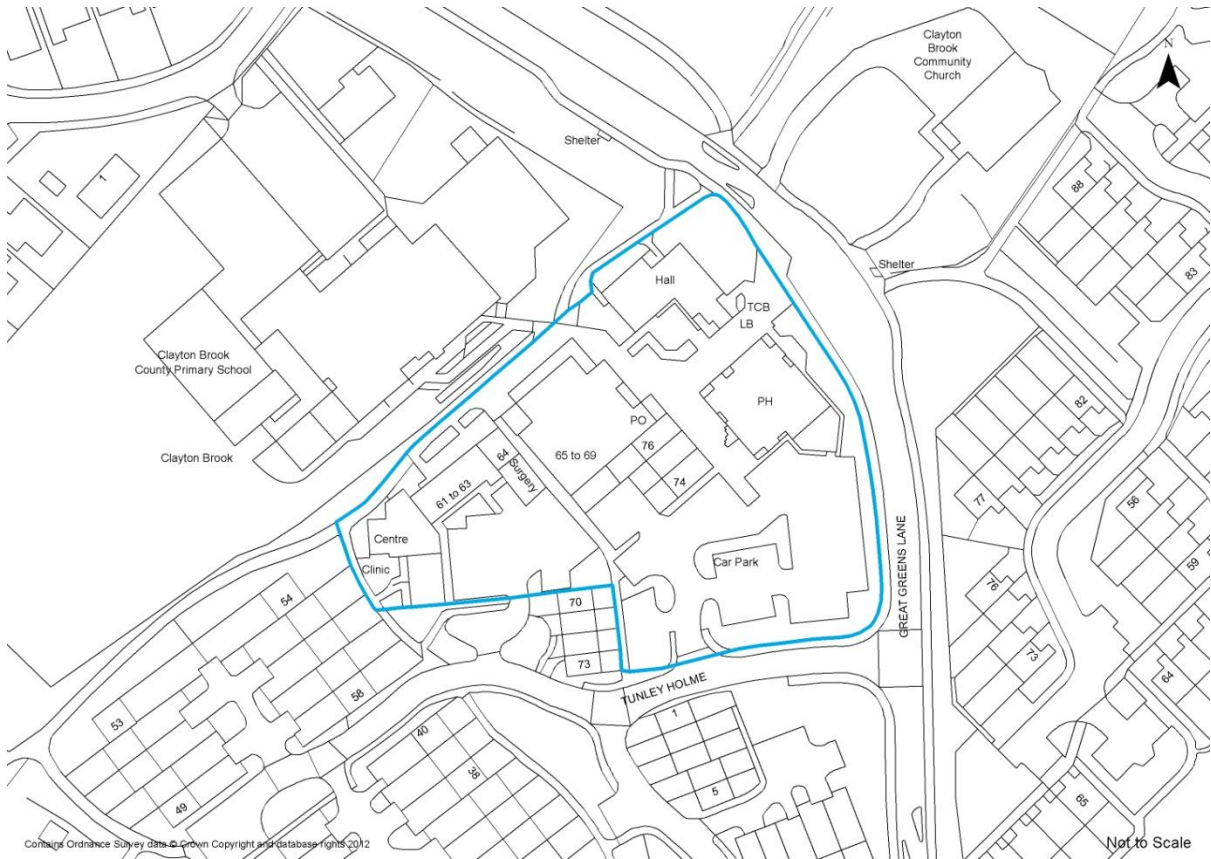 Clayton
Brook
Community
Church
N
Shelter
1
88
Shelter
83
Hall
TCB
LB
Clayton Brook
County Primary School
PH
82
PO
76
Clayton Brook
65 to 69
64
Surgery
74
77
61 to 63
56
Centre
Car Park
Clinic
GREAT GREENS LANE
59
54
70
76
73
73
58
TUNLEY HOLME
64
53
1
40
38
5
49
65
Contains Ordnance Survey data © Crown Copyright and database rights 2012
Not to Scale